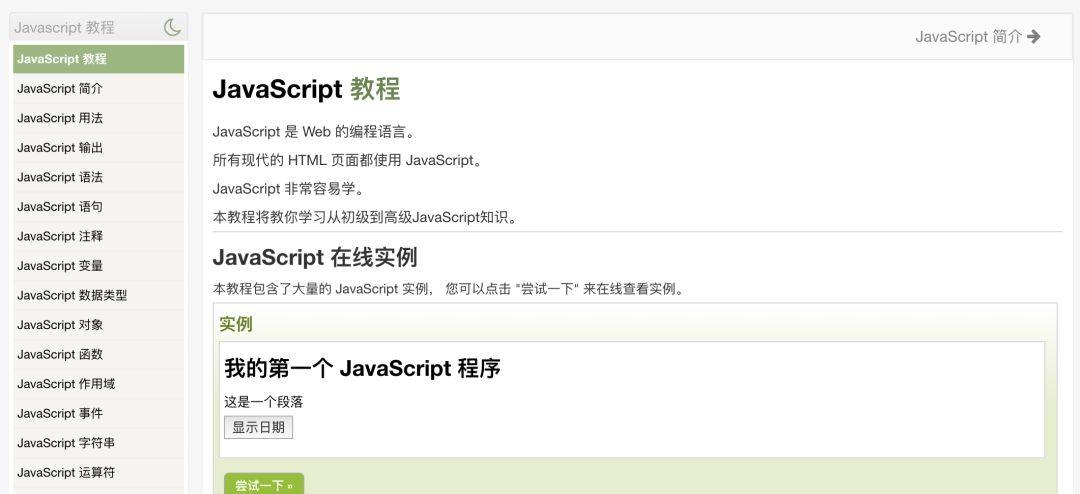 Javascript 教程
JavaScript 教程
JavaScript 简介
JavaScript 用法
JavaScript 输出
JavaScript 语法
JavaScript 语句
JavaScript 注释
JavaScript 变量
JavaScript 数据类型
JavaScript 对象
JavaScript 函数
JavaScript 作用域
JavaScript 事件
JavaScript 字符串
JavaScript 运算符
JavaScript 简介
JavaScript 教程
JavaScript 是 Web 的编程语言。
所有现代的 HTML 页面都使用 JavaScript。
JavaScript 非常容易学。
本教程将教你学习从初级到高级JavaScript知识。
JavaScript 在线实例
本教程包含了大量的 JavaScript 实例， 您可以点击 "尝试一下" 来在线查看实例。
实例
我的第一个 JavaScript 程序
这是一个段落
显示日期
尝试一下 »